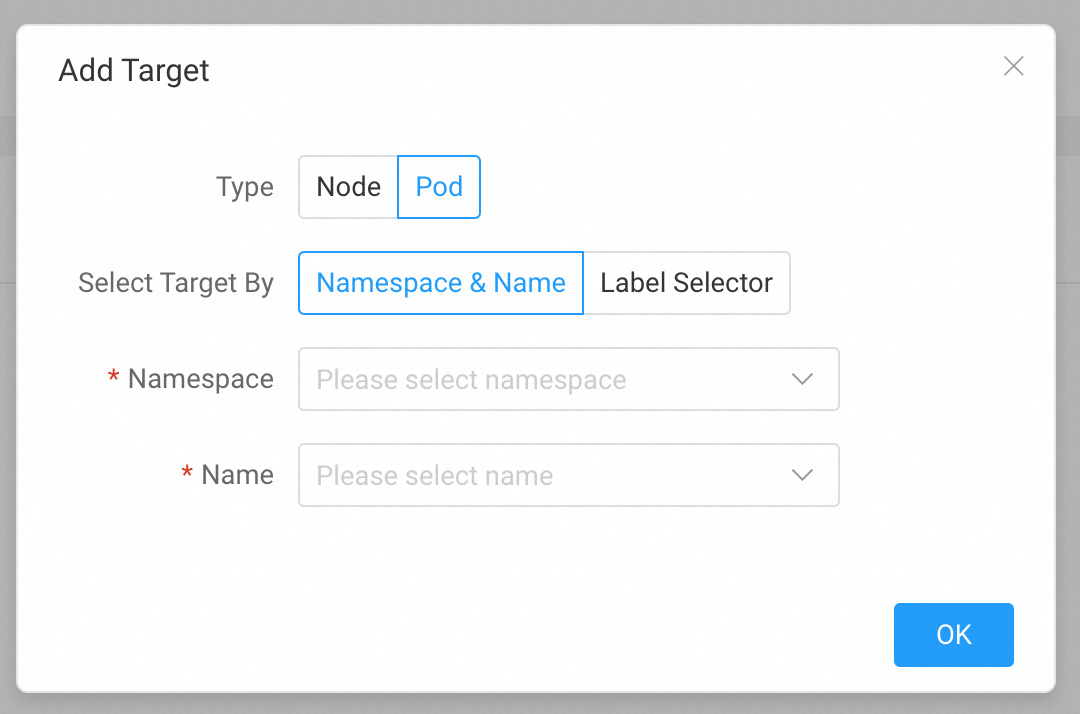 Add Target
Type Node Pod
Select Target By Namespace & Name Label Selector
* Namespace Please select namespace
* Name Please select name
OK